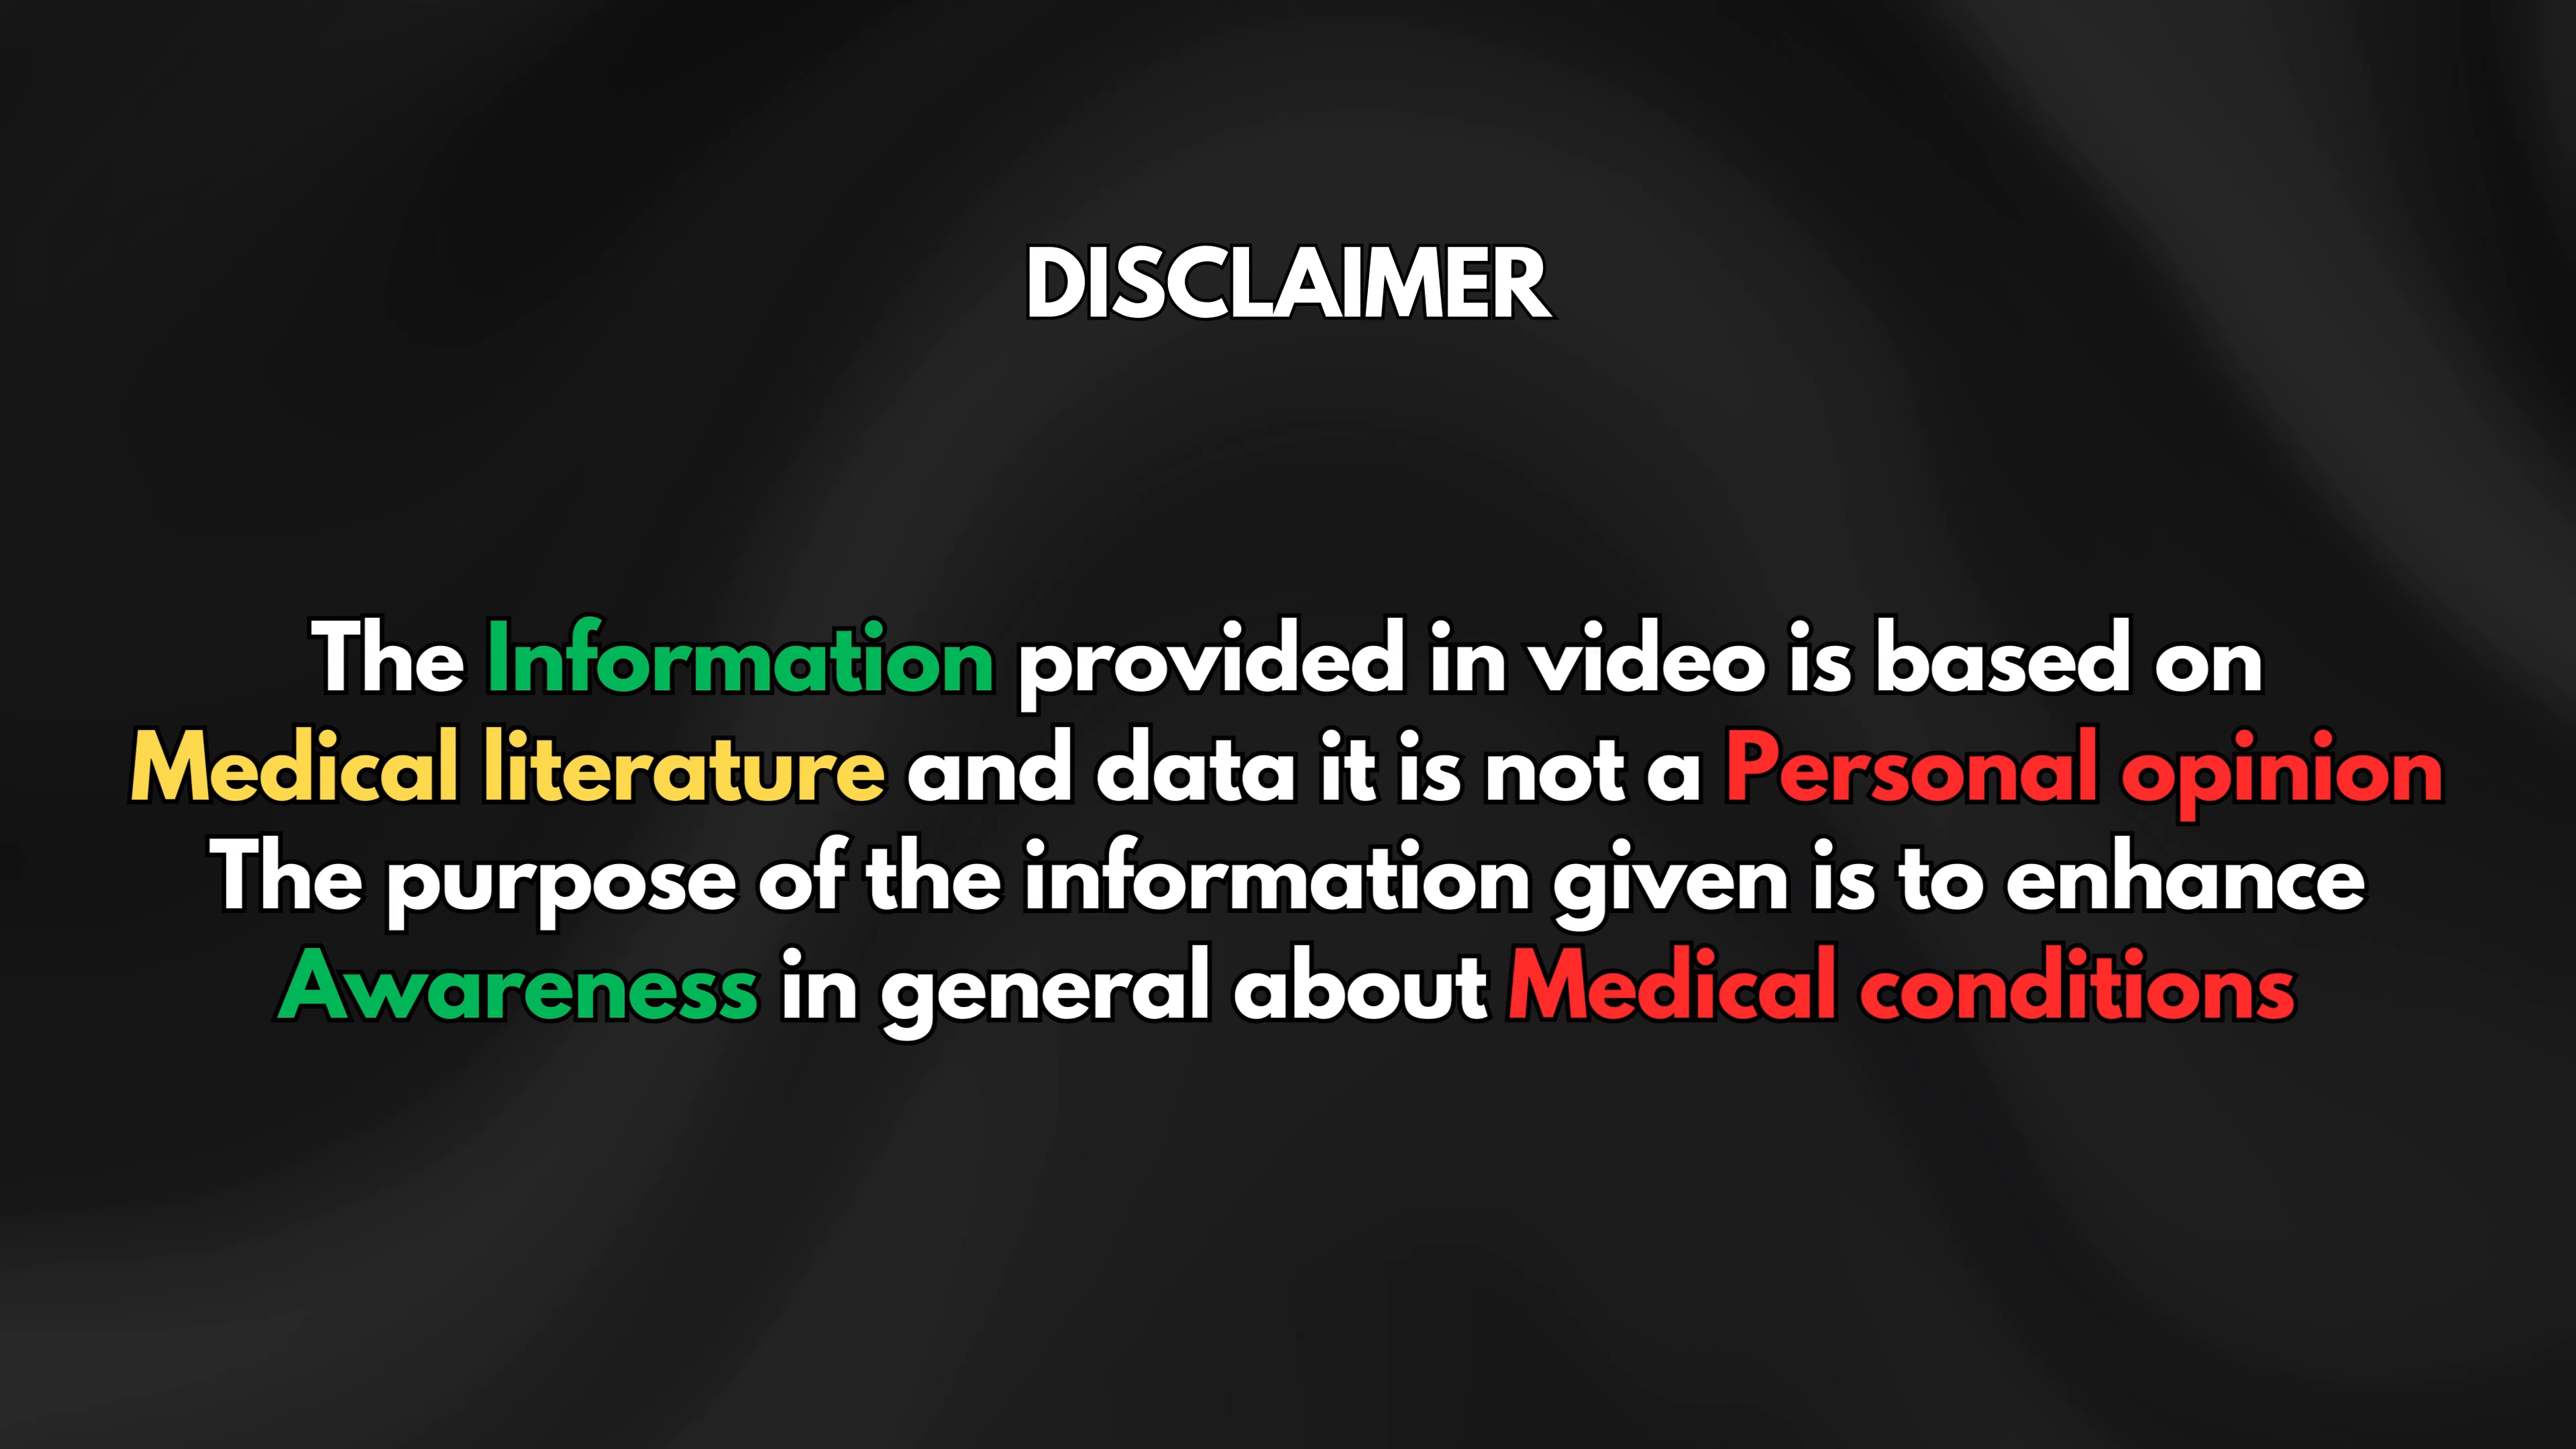 DISCLAIMER
The Information provided in video is based on
Medical literature and data it is not a Personal opinion
The purpose of the information given is to enhance
Awareness in general about Medical conditions